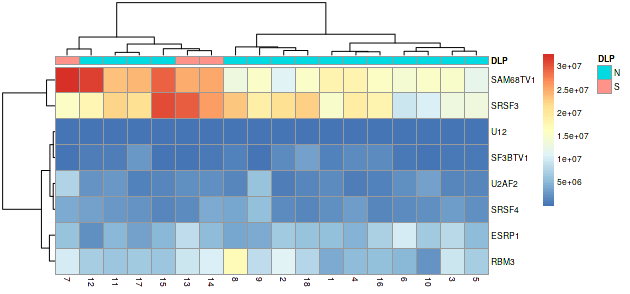 DLP
SAM68TV1
SRSF3
U12
SF3BTV1
U2AF2
SRSF4
ESRP1
RBM3
7 12 11 17 15 13 14 8 9 2 18 1 4 16 6 10 3 5
3e+07
2.5e+07
2e+07
1.5e+07
1e+07
5e+06
DLP
N
S